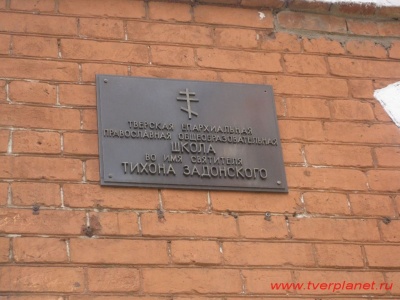 ТВЕРСКАЯ ЕПАРХИАЛЬНАЯ
ПРАВОСЛАВНАЯ ОБЩЕОБРАЗОВАТЕЛЬНАЯ
ШКОЛА
ВО ИМЯ СВЯТИТЕЛЯ
ТИХОНА ЗАДОНСКОГО
www.tverplanet.ru